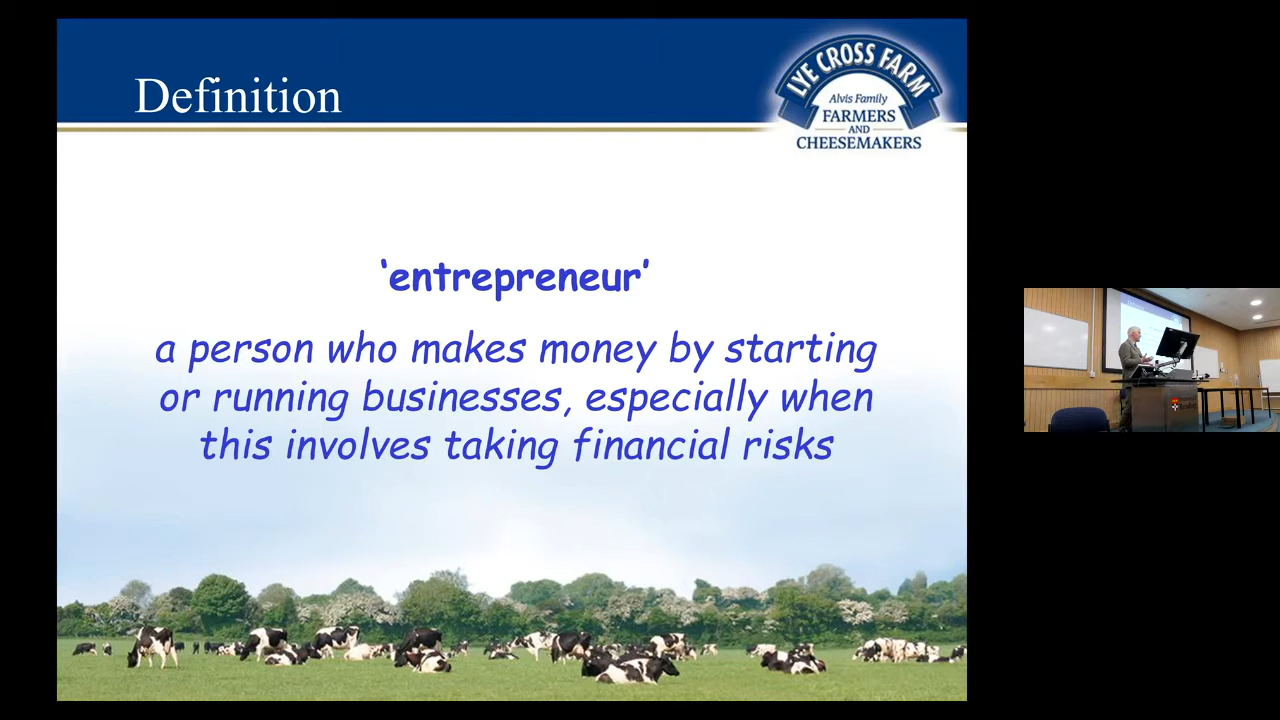 Definition
LYE CROSS FARM
Alvis Family
FARMERS
AND
CHEESEMAKERS
‘entrepreneur’
a person who makes money by starting
or running businesses, especially when
this involves taking financial risks